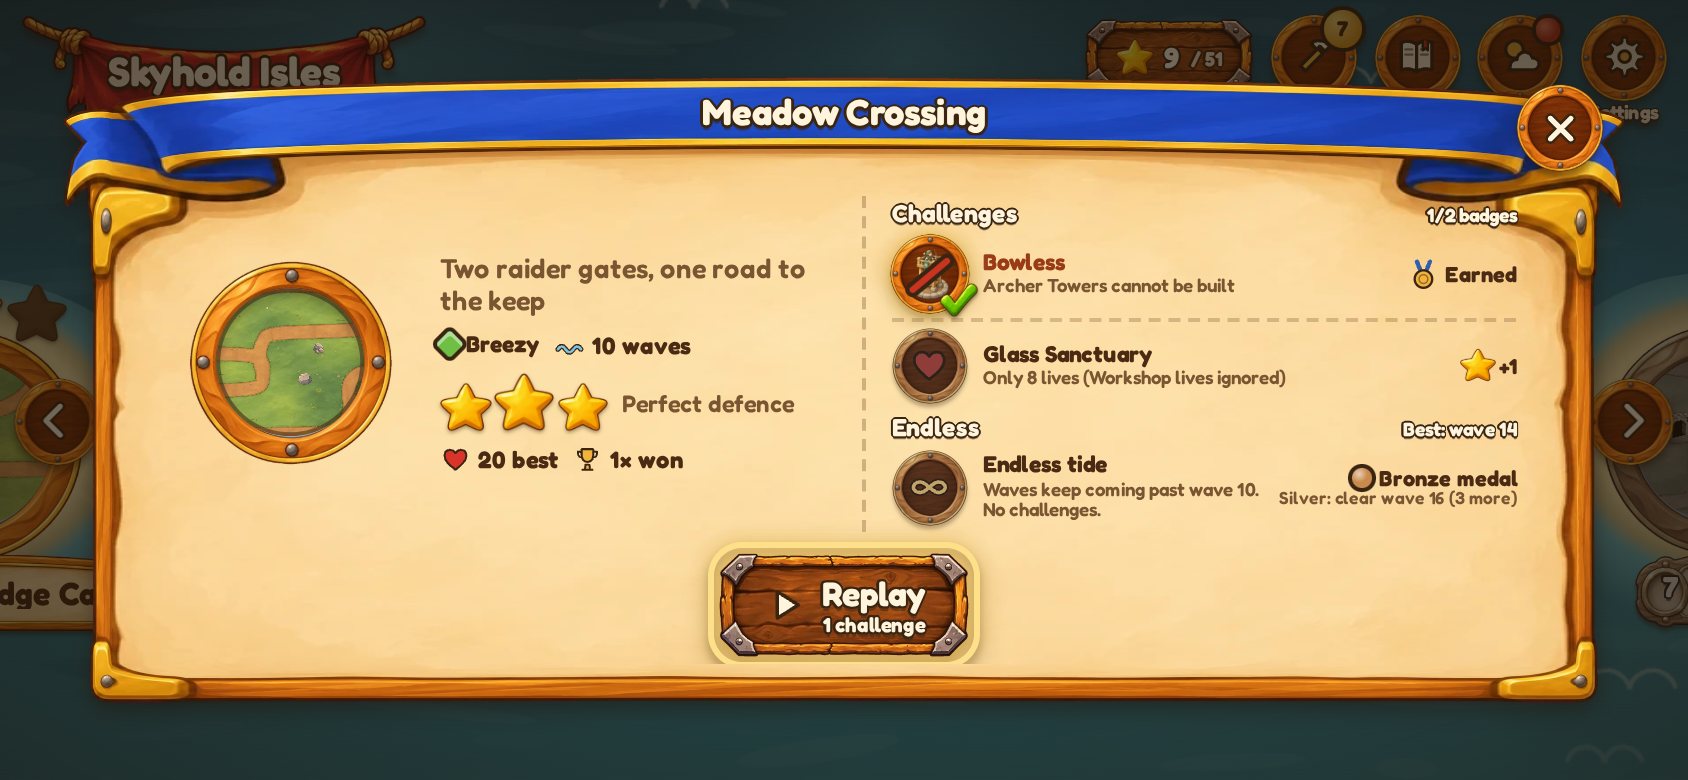 Skyhold Isles
9 /51
7
ttings
Meadow Crossing
Two raider gates, one road to
the keep
Breezy
10 waves
Perfect defence
20 best
1x won
Challenges
1/2 badges
Bowless
Archer Towers cannot be built
Earned
Glass Sanctuary
Only 8 lives (Workshop lives ignored)
+1
Endless
Best: wave 14
Endless tide
Waves keep coming past wave 10.
No challenges.
Bronze medal
Silver: clear wave 16 (3 more)
Replay
1 challenge
dge Ca
7